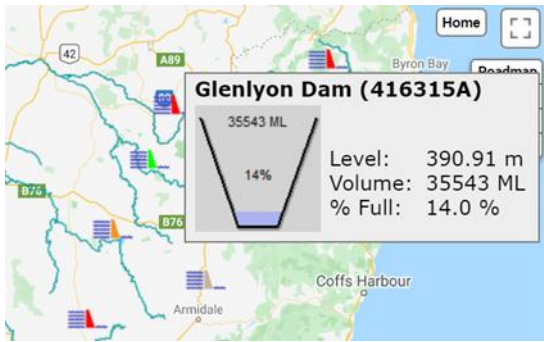 Home
42
A89
Byron Bay
Roadmap
Glenlyon Dam (416315A)
35543 ML
14%
Level: 390.91 m
Volume: 35543 ML
% Full: 14.0 %
B76
B76
Coffs Harbour
Armidale